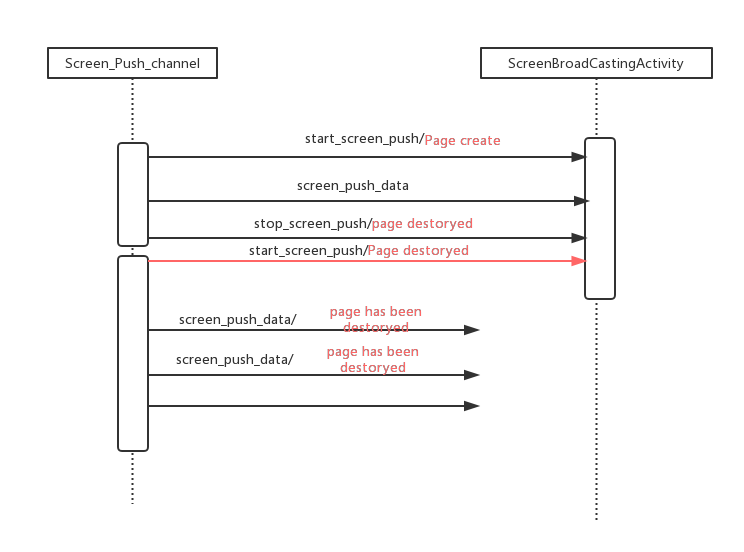 Screen_Push_channel
ScreenBroadCastingActivity
start_screen_push/Page create
screen_push_data
stop_screen_push/page destoryed
start_screen_push/Page destoryed
screen_push_data/
page has been
destoryed
screen_push_data/
page has been
destoryed